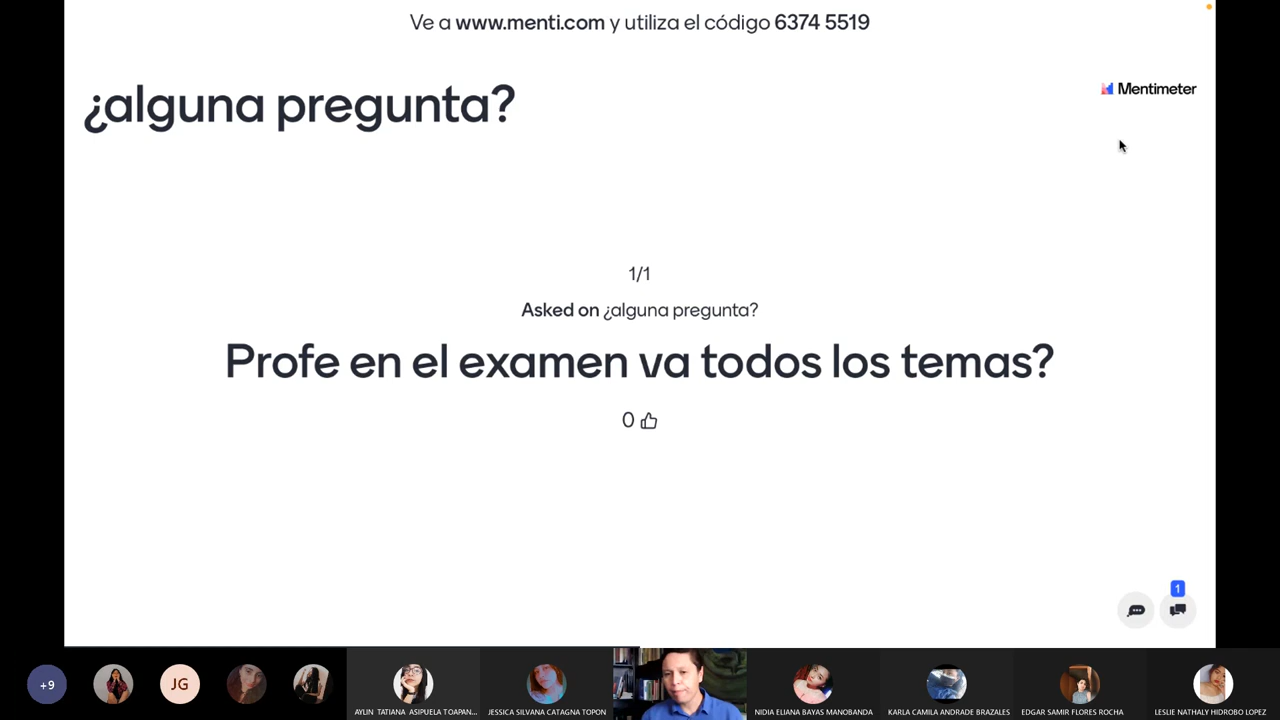 Ve a www.menti.com y utiliza el código 6374 5519
¿alguna pregunta?
Mentimeter
1/1
Asked on ¿alguna pregunta?
Profe en el examen va todos los temas?
0
1
+9
JG
AYLIN TATIANA ASIPUELA TOAPAN...
JESSICA SILVANA CATAGNA TOPON
NIDIA ELIANA BAYAS MANOBANDA
KARLA CAMILA ANDRADE BRAZALES
EDGAR SAMIR FLORES ROCHA
LESLIE NATHALY HIDROBO LOPEZ